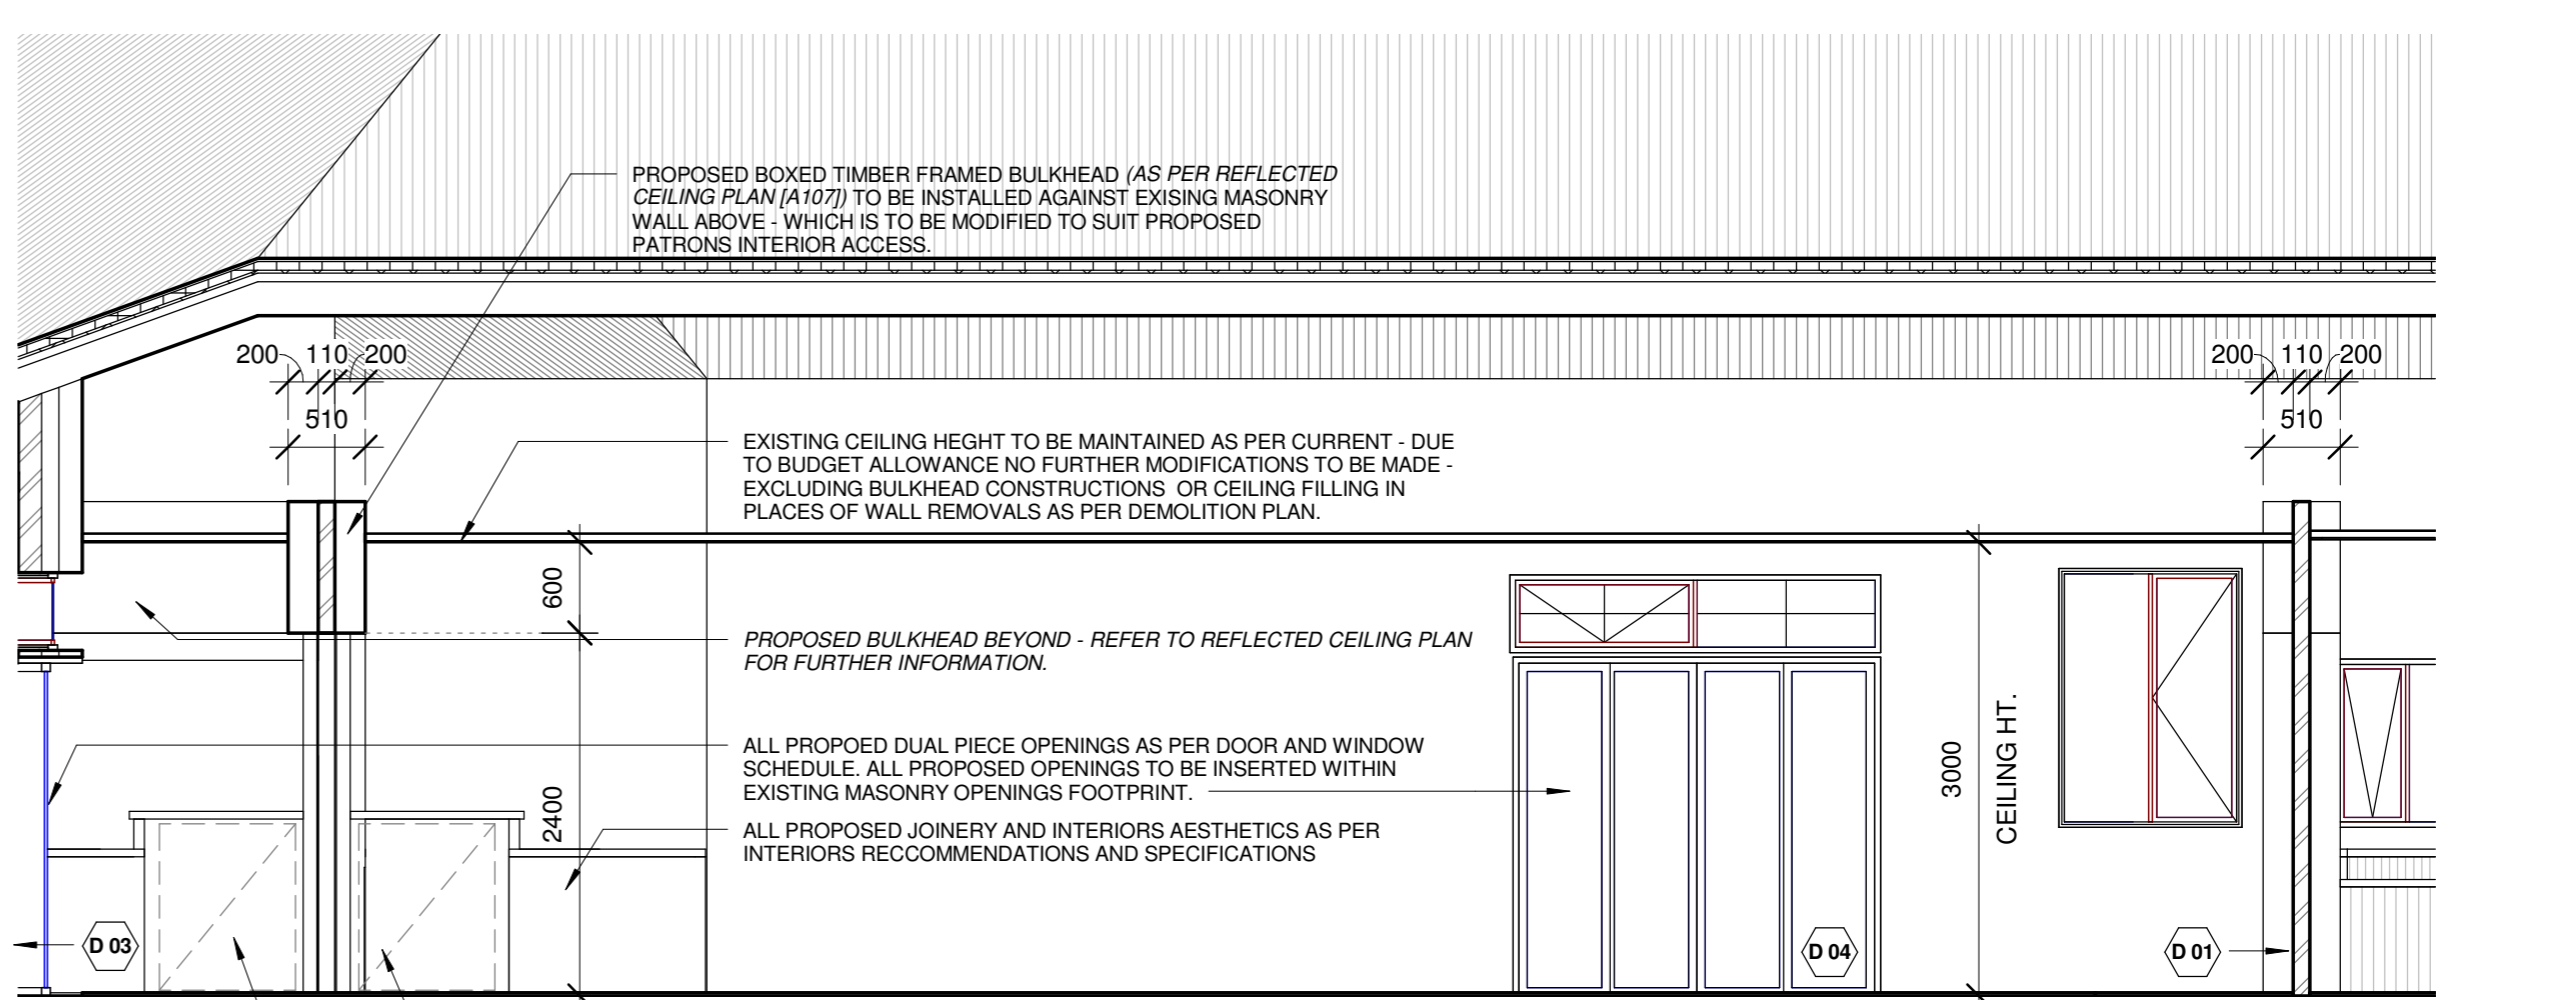 PROPOSED BOXED TIMBER FRAMED BULKHEAD (AS PER REFLECTED
CEILING PLAN [A107]) TO BE INSTALLED AGAINST EXISING MASONRY
WALL ABOVE - WHICH IS TO BE MODIFIED TO SUIT PROPOSED
PATRONS INTERIOR ACCESS.
200 110 200
510
200 110 200
510
EXISTING CEILING HEGHT TO BE MAINTAINED AS PER CURRENT - DUE
TO BUDGET ALLOWANCE NO FURTHER MODIFICATIONS TO BE MADE -
EXCLUDING BULKHEAD CONSTRUCTIONS OR CEILING FILLING IN
PLACES OF WALL REMOVALS AS PER DEMOLITION PLAN.
600
PROPOSED BULKHEAD BEYOND - REFER TO REFLECTED CEILING PLAN
FOR FURTHER INFORMATION.
ALL PROPOED DUAL PIECE OPENINGS AS PER DOOR AND WINDOW
SCHEDULE. ALL PROPOSED OPENINGS TO BE INSERTED WITHIN
EXISTING MASONRY OPENINGS FOOTPRINT.
2400
ALL PROPOSED JOINERY AND INTERIORS AESTHETICS AS PER
INTERIORS RECCOMMENDATIONS AND SPECIFICATIONS
3000
CEILING HT.
D 03
D 04
D 01